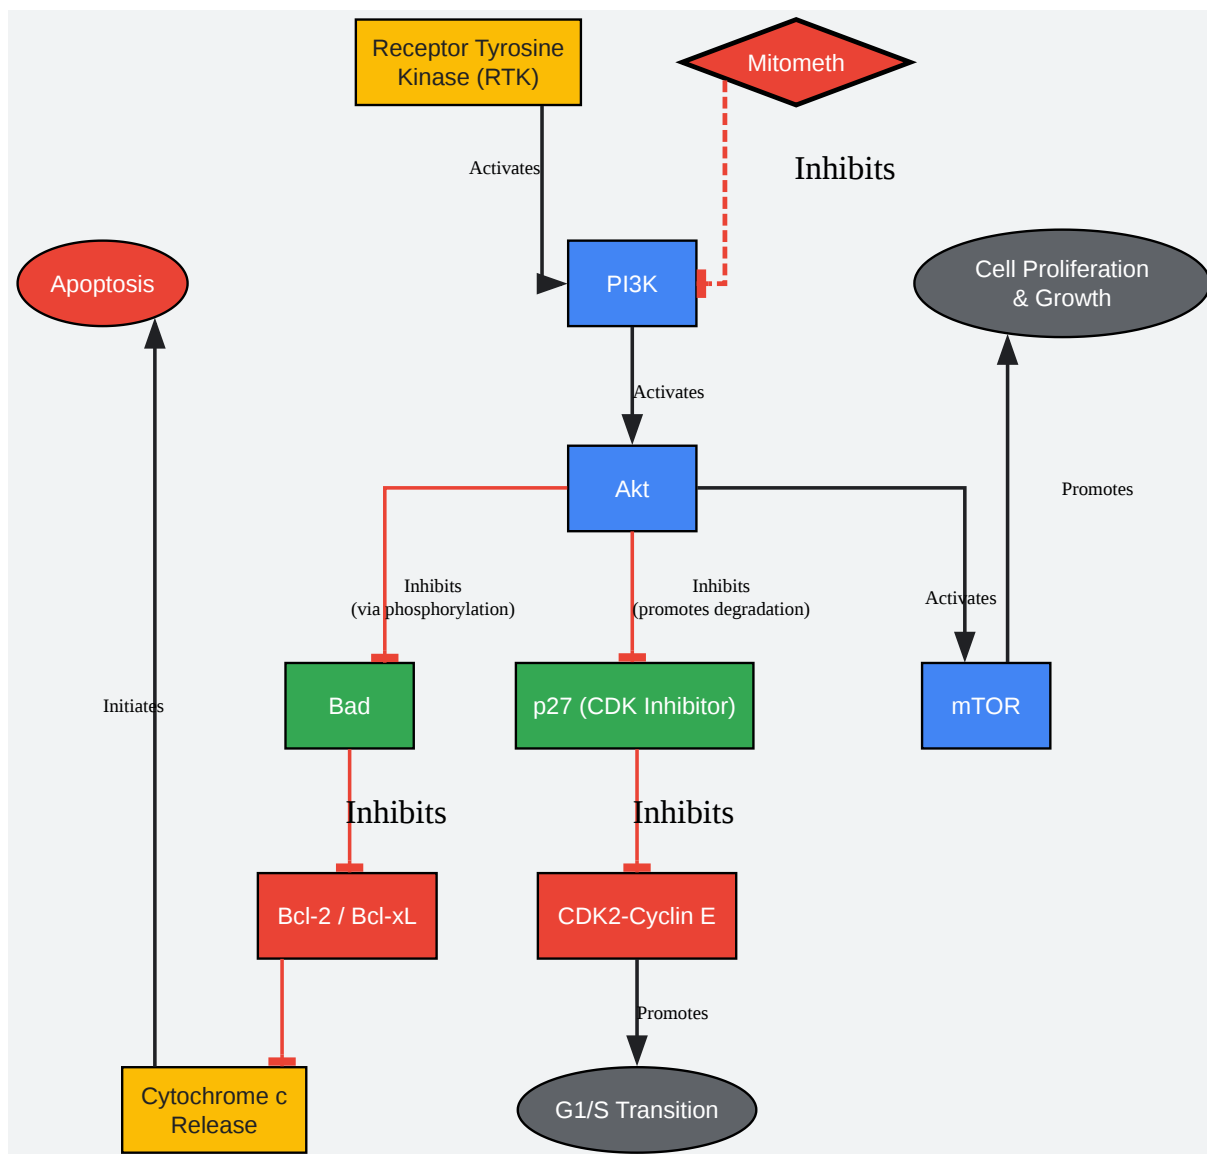 Receptor Tyrosine
Kinase (RTK)
Mitometh
Activates
Inhibits
Apoptosis
PI3K
Cell Proliferation
& Growth
Activates
Akt
Promotes
Inhibits
(via phosphorylation)
Inhibits
(promotes degradation)
Activates
Initiates
Bad
p27 (CDK Inhibitor)
mTOR
Inhibits
Inhibits
Bcl-2 / Bcl-xL
CDK2-Cyclin E
Promotes
Cytochrome c
Release
G1/S Transition